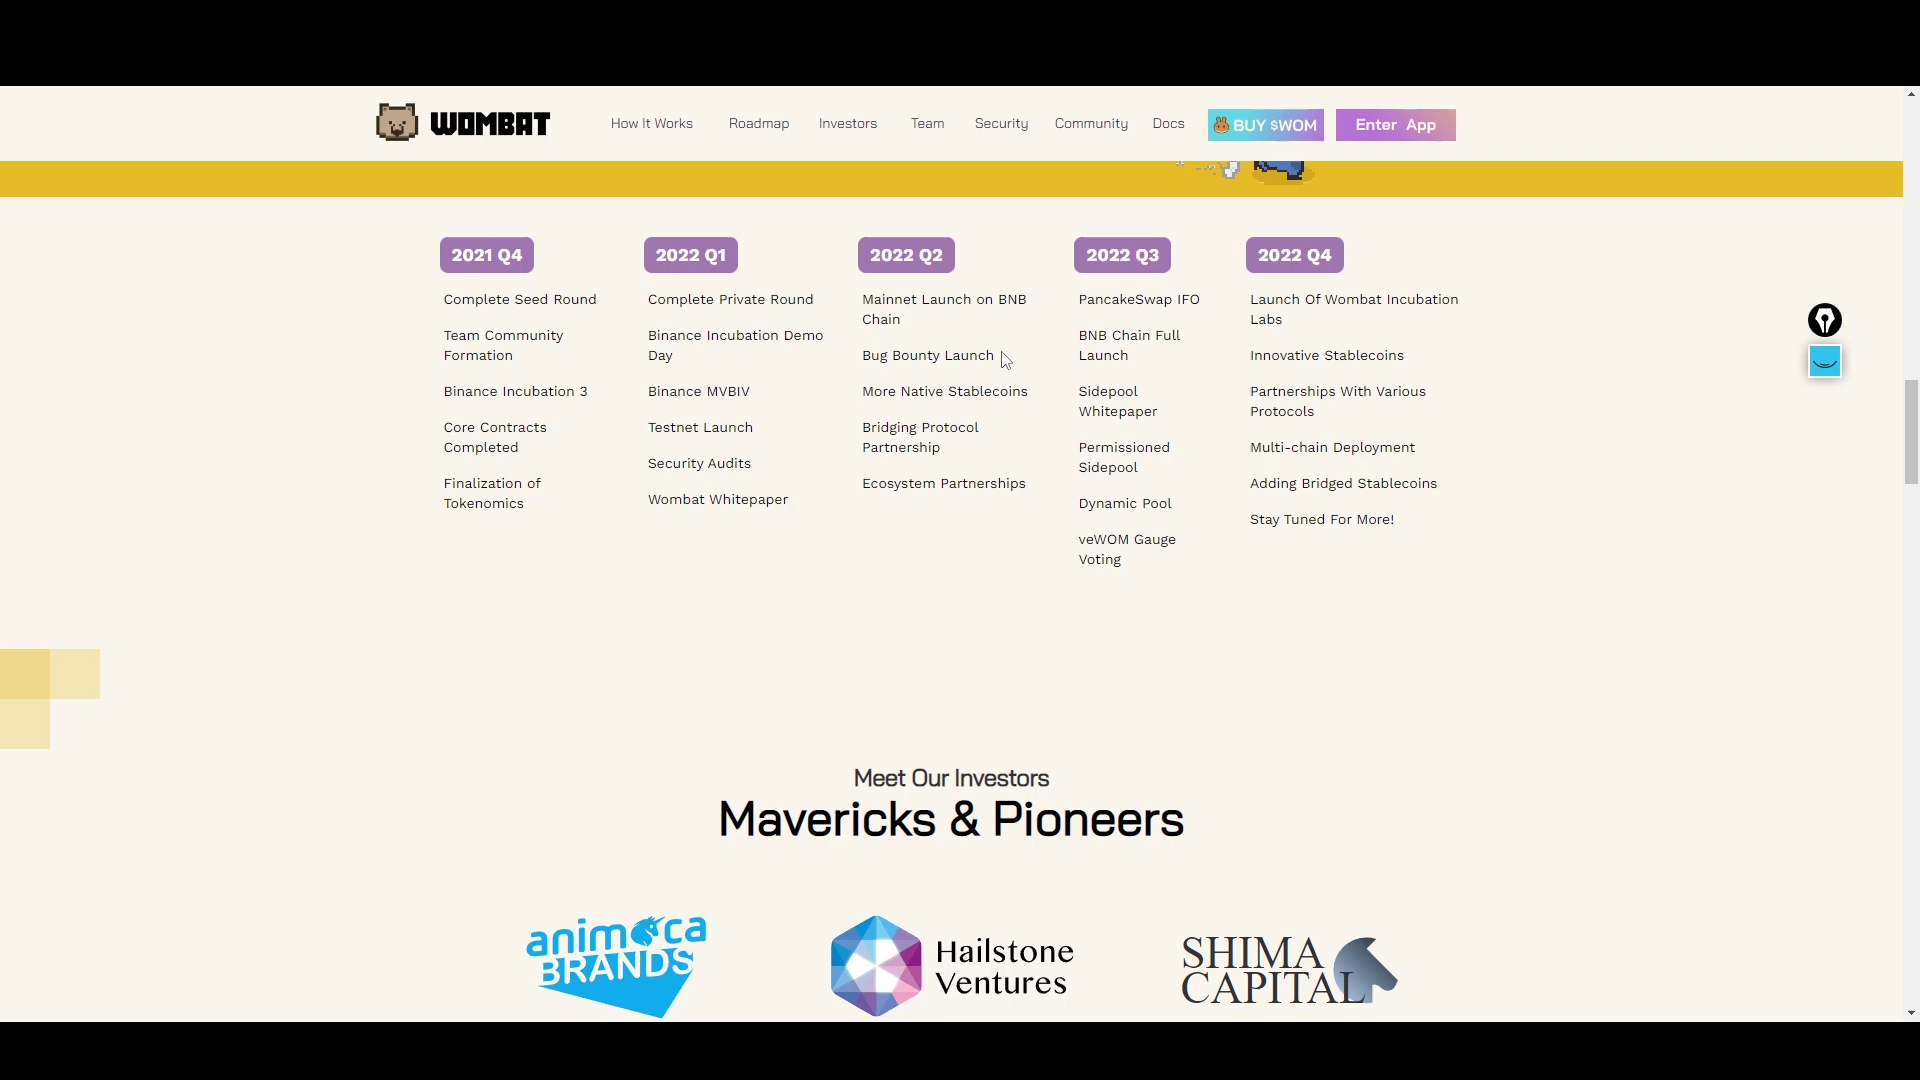 WOMBAT
How It Works
Roadmap
Investors
Team
Security
Community
Docs
BUY $WOM
Enter App
2021 Q4
Complete Seed Round
Team Community
Formation
Binance Incubation 3
Core Contracts
Completed
Finalization of
Tokenomics
2022 Q1
Complete Private Round
Binance Incubation Demo
Day
Binance MVBIV
Testnet Launch
Security Audits
Wombat Whitepaper
2022 Q2
Mainnet Launch on BNB
Chain
Bug Bounty Launch
More Native Stablecoins
Bridging Protocol
Partnership
Ecosystem Partnerships
2022 Q3
PancakeSwap IFO
BNB Chain Full
Launch
Sidepool
Whitepaper
Permissioned
Sidepool
Dynamic Pool
veWOM Gauge
Voting
2022 Q4
Launch Of Wombat Incubation
Labs
Innovative Stablecoins
Partnerships With Various
Protocols
Multi-chain Deployment
Adding Bridged Stablecoins
Stay Tuned For More!
Meet Our Investors
Mavericks & Pioneers
animoca
BRANDS
Hailstone
Ventures
SHIMA
CAPITAL